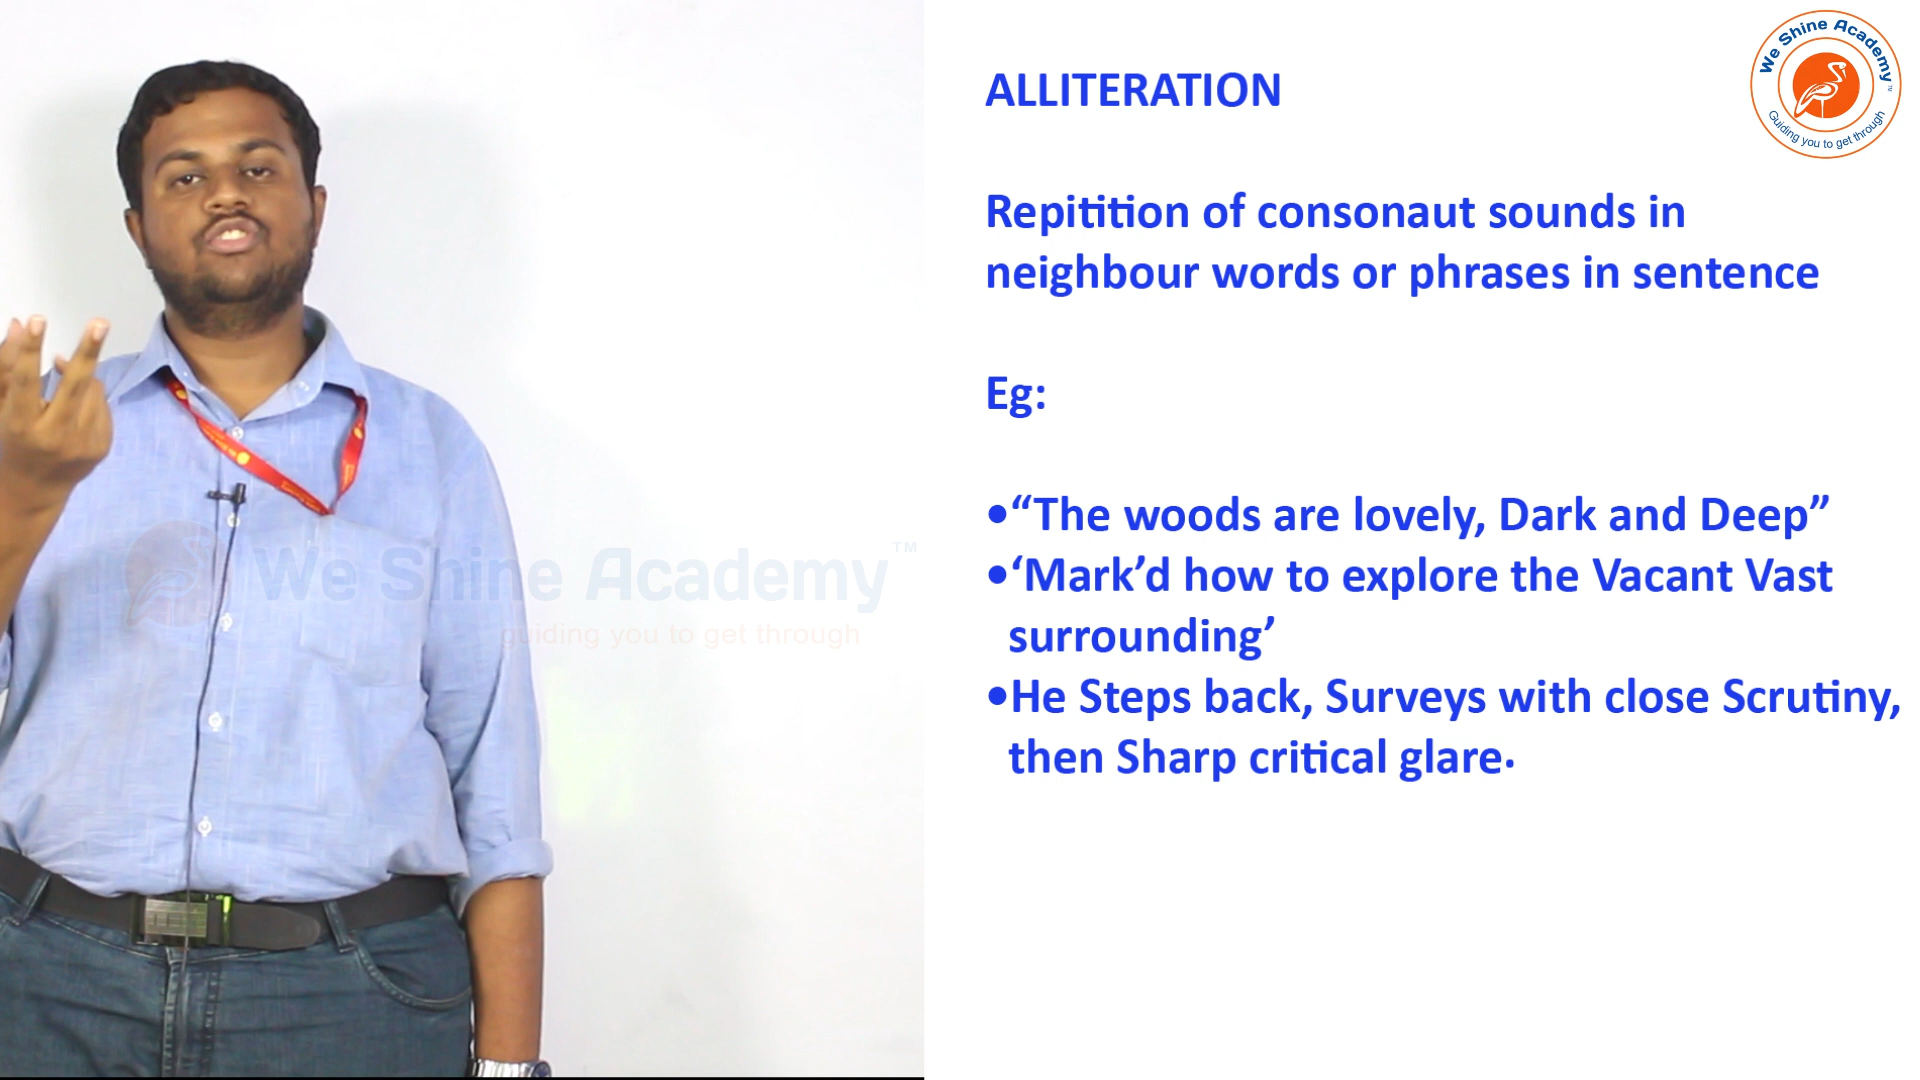 ALLITERATION
We Shine Academy
TM
Guiding you to get through
Repitition of consonaut sounds in
neighbour words or phrases in sentence
Eg:
•“The woods are lovely, Dark and Deep”
•‘Mark’d how to explore the Vacant Vast
surrounding’
•He Steps back, Surveys with close Scrutiny,
then Sharp critical glare.
We Shine Academy TM
guiding you to get through